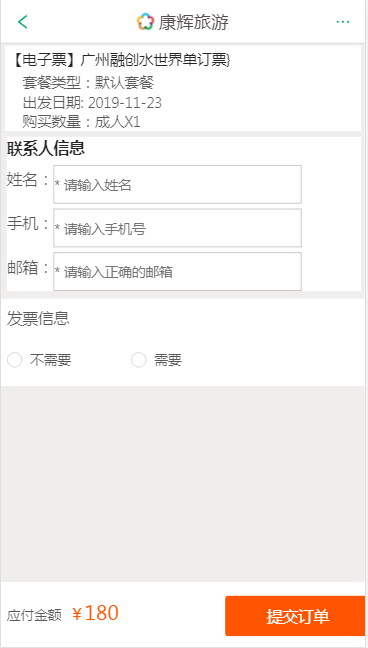 康辉旅游
【电子票】广州融创水世界单订票}
套餐类型：默认套餐
出发日期: 2019-11-23
购买数量：成人X1
联系人信息
姓名： * 请输入姓名
手机： * 请输入手机号
邮箱： * 请输入正确的邮箱
发票信息
不需要 需要
应付金额 ￥180 提交订单